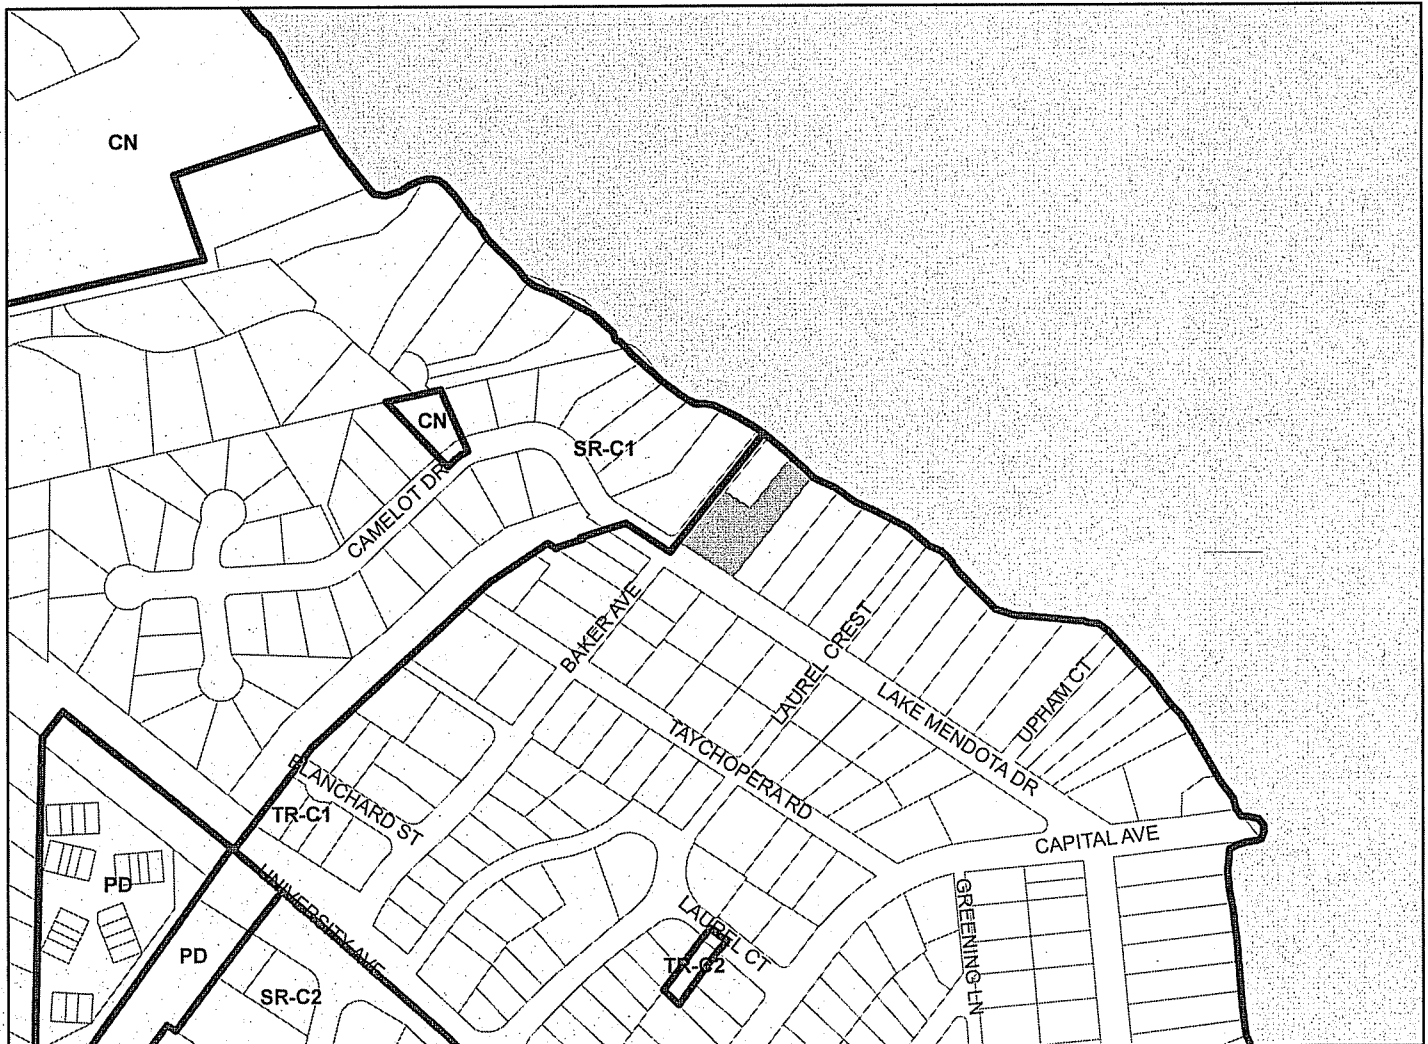 CN
CN
SR-C1
CAMELOT DR
BAKER AVE
LAUREL CREST
LAKE MENDOTA DR
UPHAM CT
TAYCHOPERA RD
BLANCHARD ST
TR-C1
CAPITAL AVE
PD
UNIVERSITY AVE
GREENING LN
LAUREL CT
TR-C2
PD
SR-C2